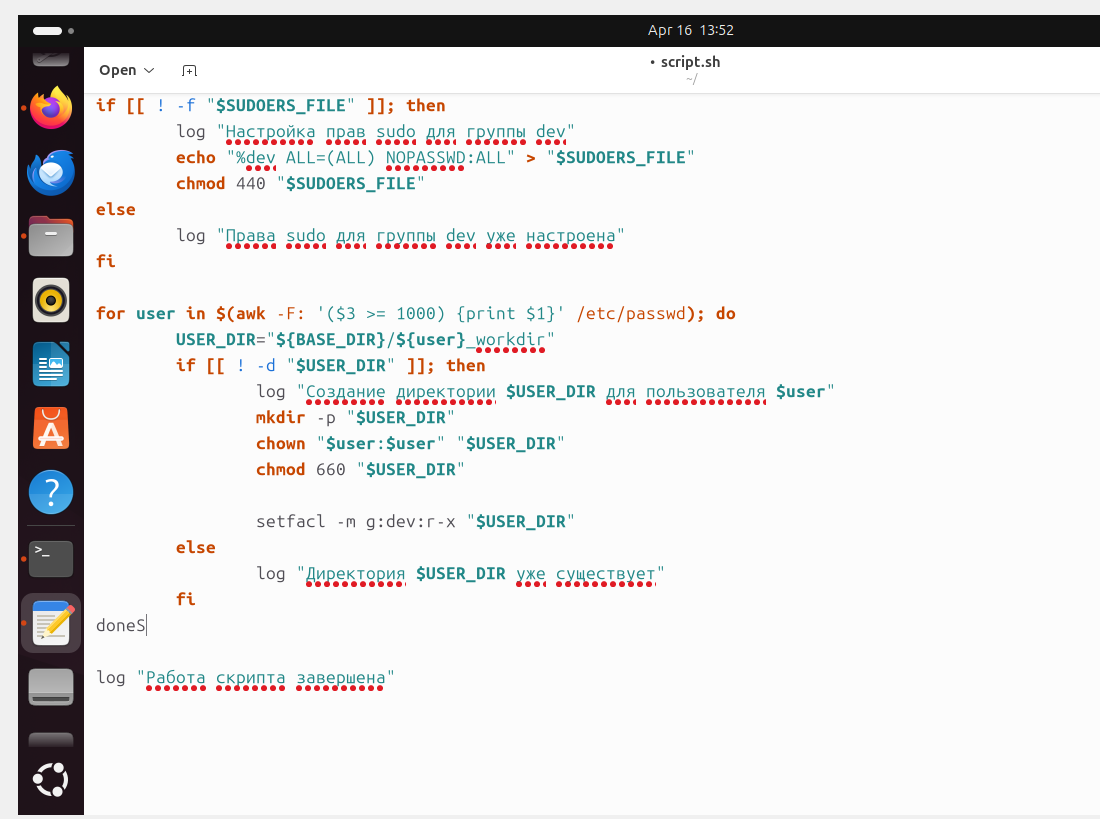 Apr 16 13:52
Open
• script.sh
~/
if [[ ! -f "$SUDOERS_FILE" ]]; then
log "Настройка прав sudo для группы dev"
echo "%dev ALL=(ALL) NOPASSWD:ALL" > "$SUDOERS_FILE"
chmod 440 "$SUDOERS_FILE"
else
log "Права sudo для группы dev уже настроена"
fi
for user in $(awk -F: '($3 >= 1000) {print $1}' /etc/passwd); do
USER_DIR="${BASE_DIR}/${user}_workdir"
if [[ ! -d "$USER_DIR" ]]; then
log "Создание директории $USER_DIR для пользователя $user"
mkdir -p "$USER_DIR"
chown "$user:$user" "$USER_DIR"
chmod 660 "$USER_DIR"
setfacl -m g:dev:r-x "$USER_DIR"
else
log "Директория $USER_DIR уже существует"
fi
doneS
log "Работа скрипта завершена"